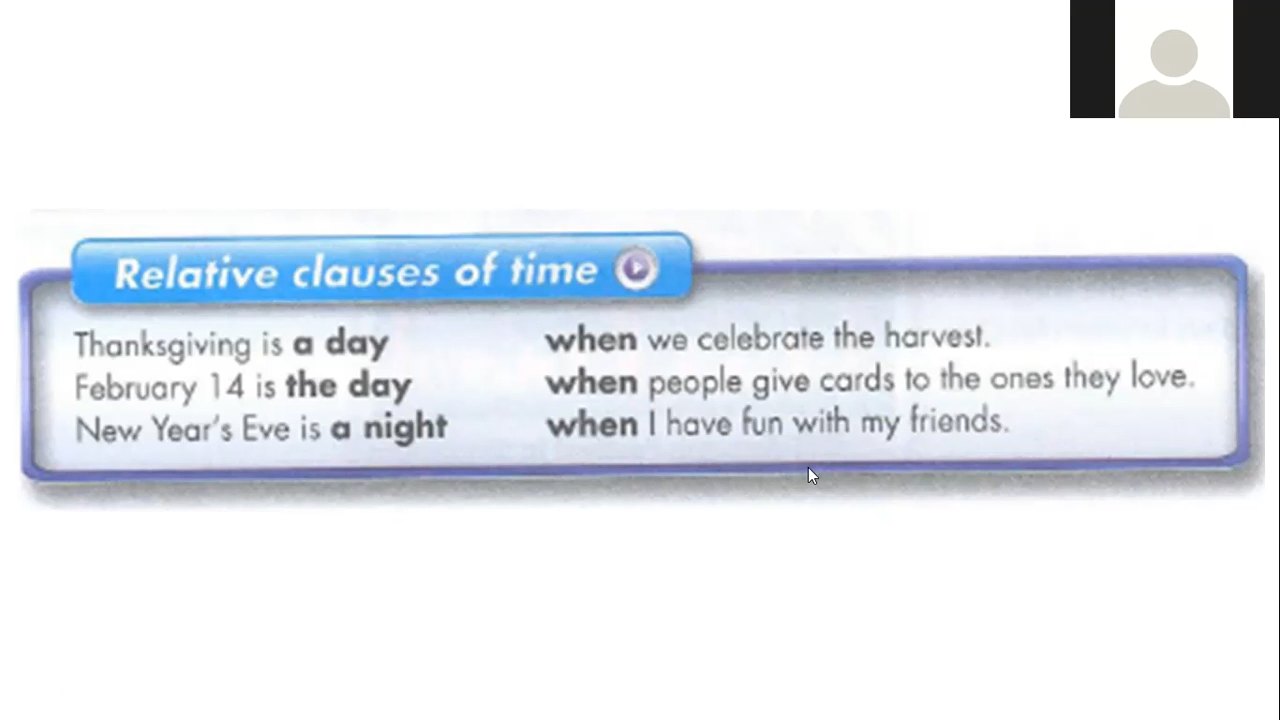 Relative clauses of time
Thanksgiving is a day when we celebrate the harvest.
February 14 is the day when people give cards to the ones they love.
New Year's Eve is a night when I have fun with my friends.